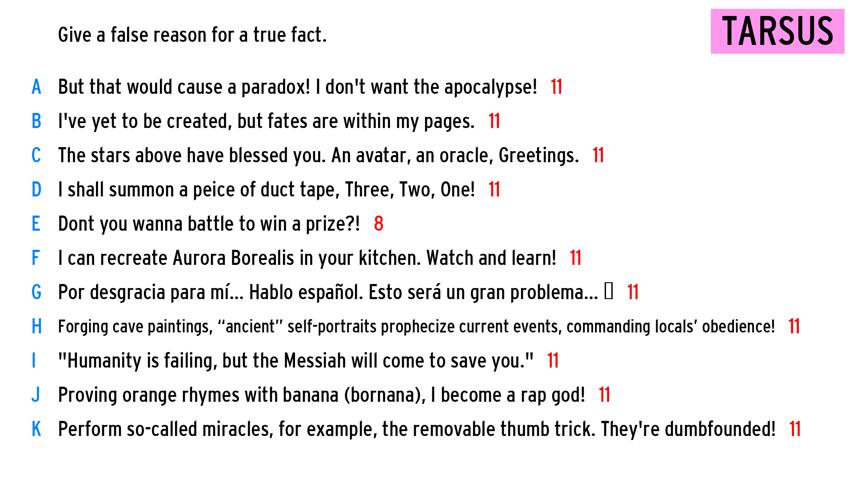 Give a false reason for a true fact.
TARSUS
A But that would cause a paradox! I don't want the apocalypse! 11
B I've yet to be created, but fates are within my pages. 11
C The stars above have blessed you. An avatar, an oracle, Greetings. 11
D I shall summon a peice of duct tape, Three, Two, One! 11
E Dont you wanna battle to win a prize?! 8
F I can recreate Aurora Borealis in your kitchen. Watch and learn! 11
G Por desgracia para mí... Hablo español. Esto será un gran problema... ▯ 11
H Forging cave paintings, “ancient” self-portraits prophecize current events, commanding locals’ obedience! 11
I "Humanity is failing, but the Messiah will come to save you." 11
J Proving orange rhymes with banana (bornana), I become a rap god! 11
K Perform so-called miracles, for example, the removable thumb trick. They're dumbfounded! 11